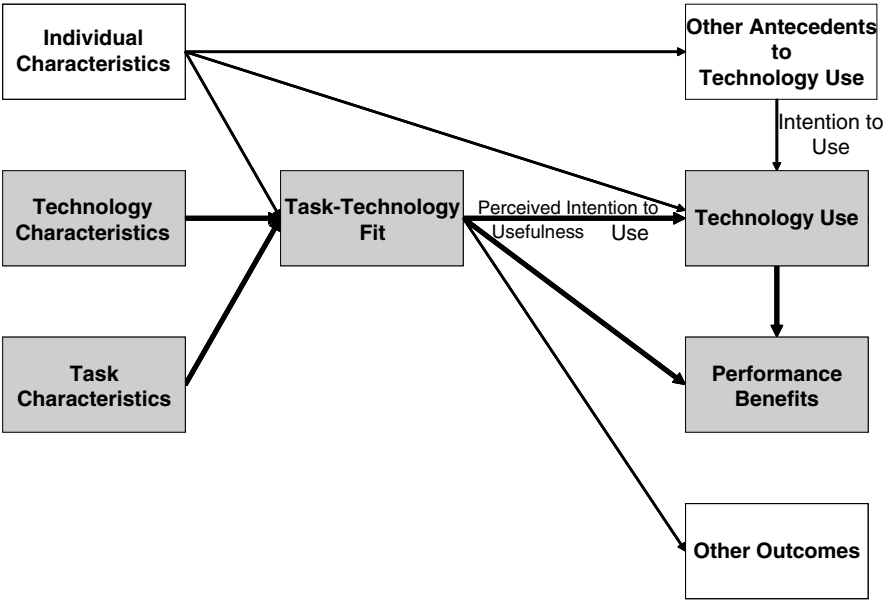 Individual
Characteristics
Other Antecedents
to
Technology Use
Intention to
Use
Technology
Characteristics
Task-Technology
Fit
Perceived Intention to
Usefulness Use
Technology Use
Task
Characteristics
Performance
Benefits
Other Outcomes